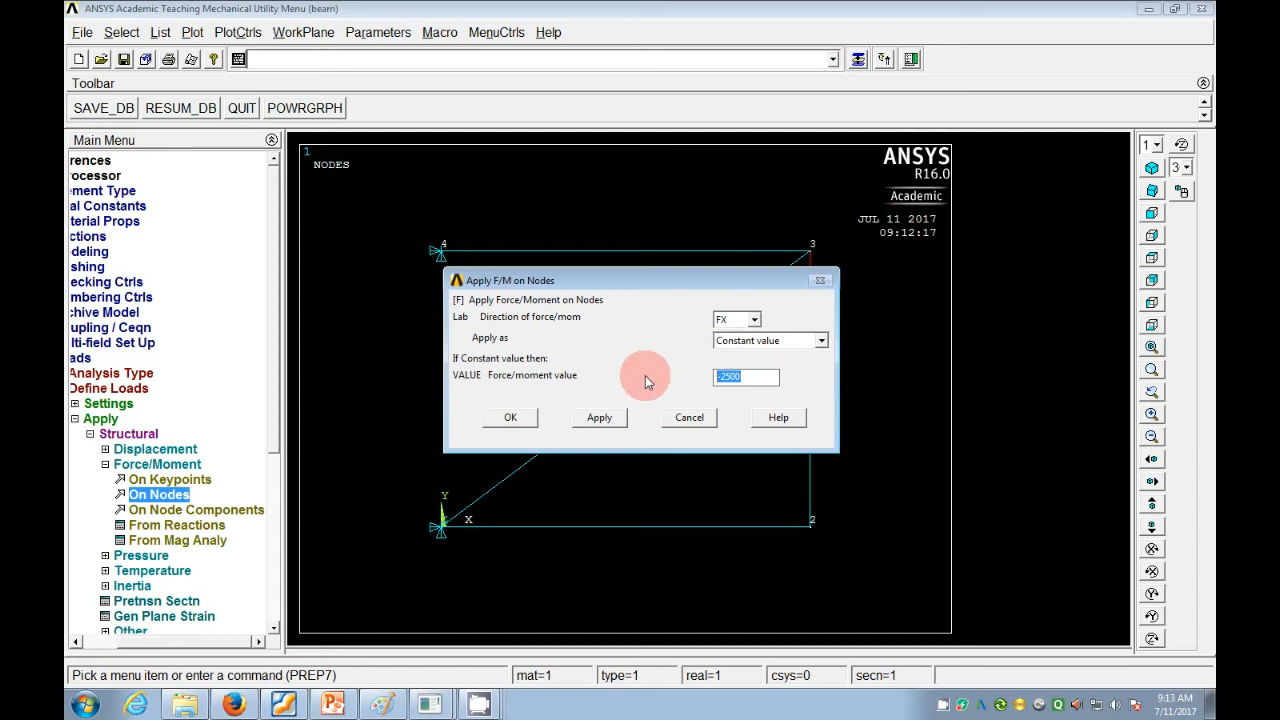 ANSYS Academic Teaching Mechanical Utility Menu (beam)
File Select List Plot PlotCtrls WorkPlane Parameters Macro MenuCtrls Help
Toolbar
SAVE_DB RESUM_DB QUIT POWRGRPH
Main Menu
rences
rocessor
ement Type
al Constants
terial Props
ctions
deling
shing
ecking Ctrls
mbering Ctrls
chive Model
upling / Ceqn
lti-field Set Up
ads
Analysis Type
Define Loads
Settings
Apply
Structural
Displacement
Force/Moment
On Keypoints
On Nodes
On Node Components
From Reactions
From Mag Analy
Pressure
Temperature
Inertia
Pretnsn Sectn
Gen Plane Strain
Other
1
NODES
ANSYS
R16.0
Academic
JUL 11 2017
09:12:17
4
3
Apply F/M on Nodes
[F] Apply Force/Moment on Nodes
Lab Direction of force/mom FX
Apply as Constant value
If Constant value then:
VALUE Force/moment value -2500
OK Apply Cancel Help
Y
X
2
1
3
Pick a menu item or enter a command (PREP7) mat=1 type=1 real=1 csys=0 secn=1
9:13 AM
7/11/2017